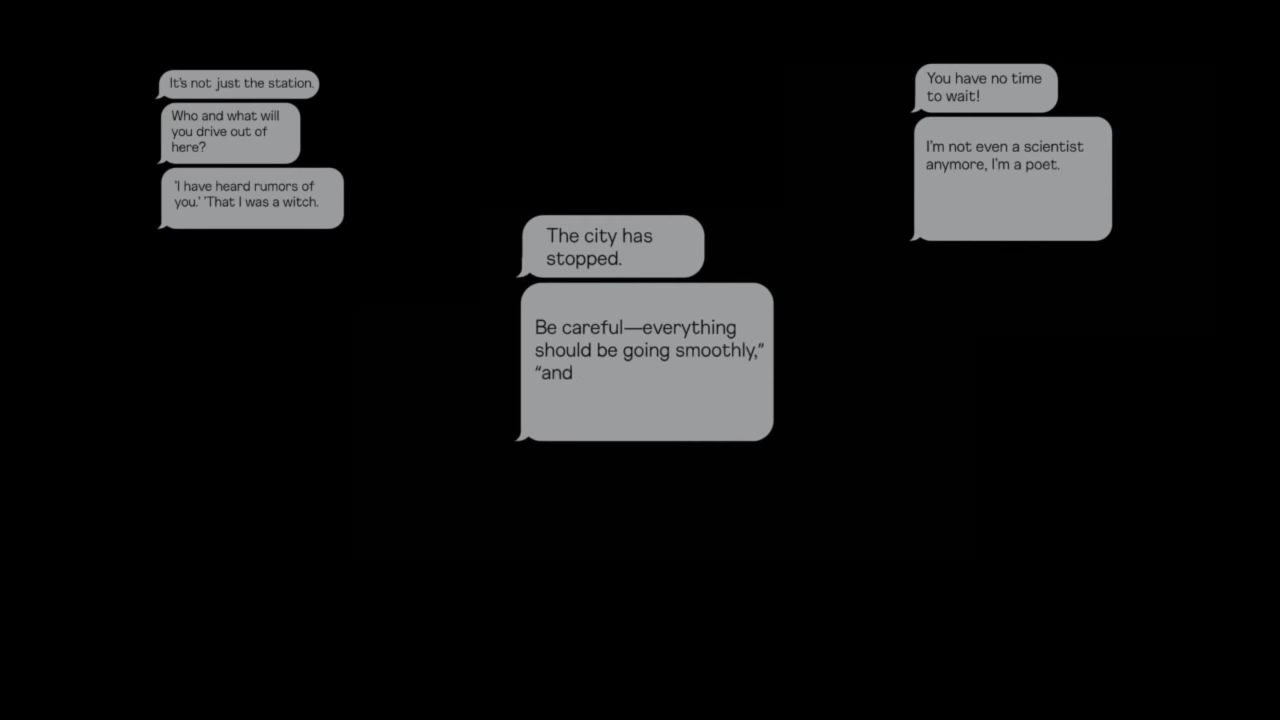 It's not just the station.
Who and what will
you drive out of
here?
'I have heard rumors of
you.' 'That I was a witch.
The city has
stopped.
Be careful—everything
should be going smoothly,”
“and
You have no time
to wait!
I'm not even a scientist
anymore, I'm a poet.